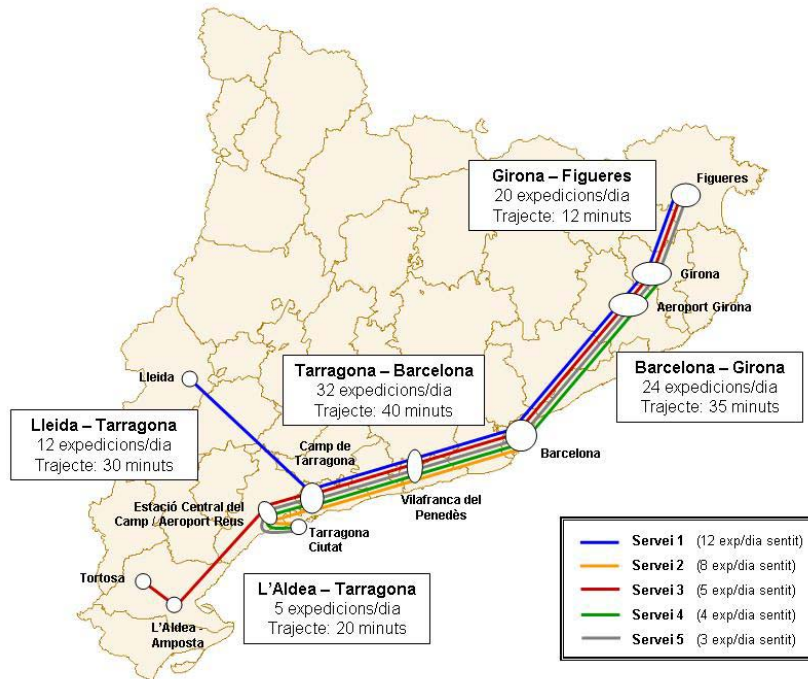 Girona – Figueres
20 expedicions/dia
Trajecte: 12 minuts
Figueres
Girona
Aeroport Girona
Lleida
Tarragona – Barcelona
32 expedicions/dia
Trajecte: 40 minuts
Barcelona – Girona
24 expedicions/dia
Trajecte: 35 minuts
Lleida – Tarragona
12 expedicions/dia
Trajecte: 30 minuts
Camp de
Tarragona
Barcelona
Vilafranca del
Penedès
Estació Central del
Camp / Aeroport Reus
Tarragona
Ciutat
Tortosa
L'Aldea -
Amposta
L'Aldea – Tarragona
5 expedicions/dia
Trajecte: 20 minuts
Servei 1 (12 exp/dia sentit)
Servei 2 (8 exp/dia sentit)
Servei 3 (5 exp/dia sentit)
Servei 4 (4 exp/dia sentit)
Servei 5 (3 exp/dia sentit)